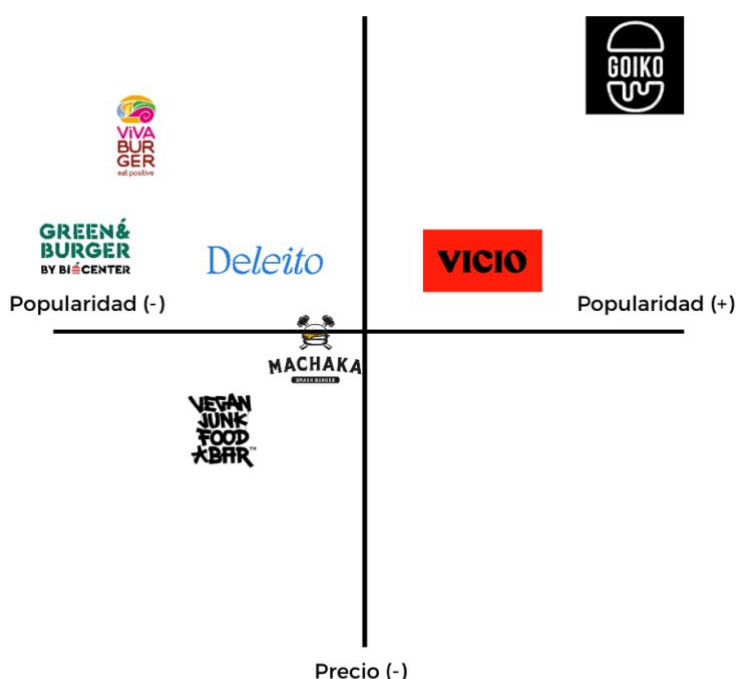 GOIKO
VIVA
BUR
GER
eat positive
GREEN&
BURGER
BY BIOCENTER
Deleito
VICIO
Popularidad (-)
Popularidad (+)
MACHAKA
SMASH BURGER
VEGAN
JUNK
FOOD
BAR™
Precio (-)